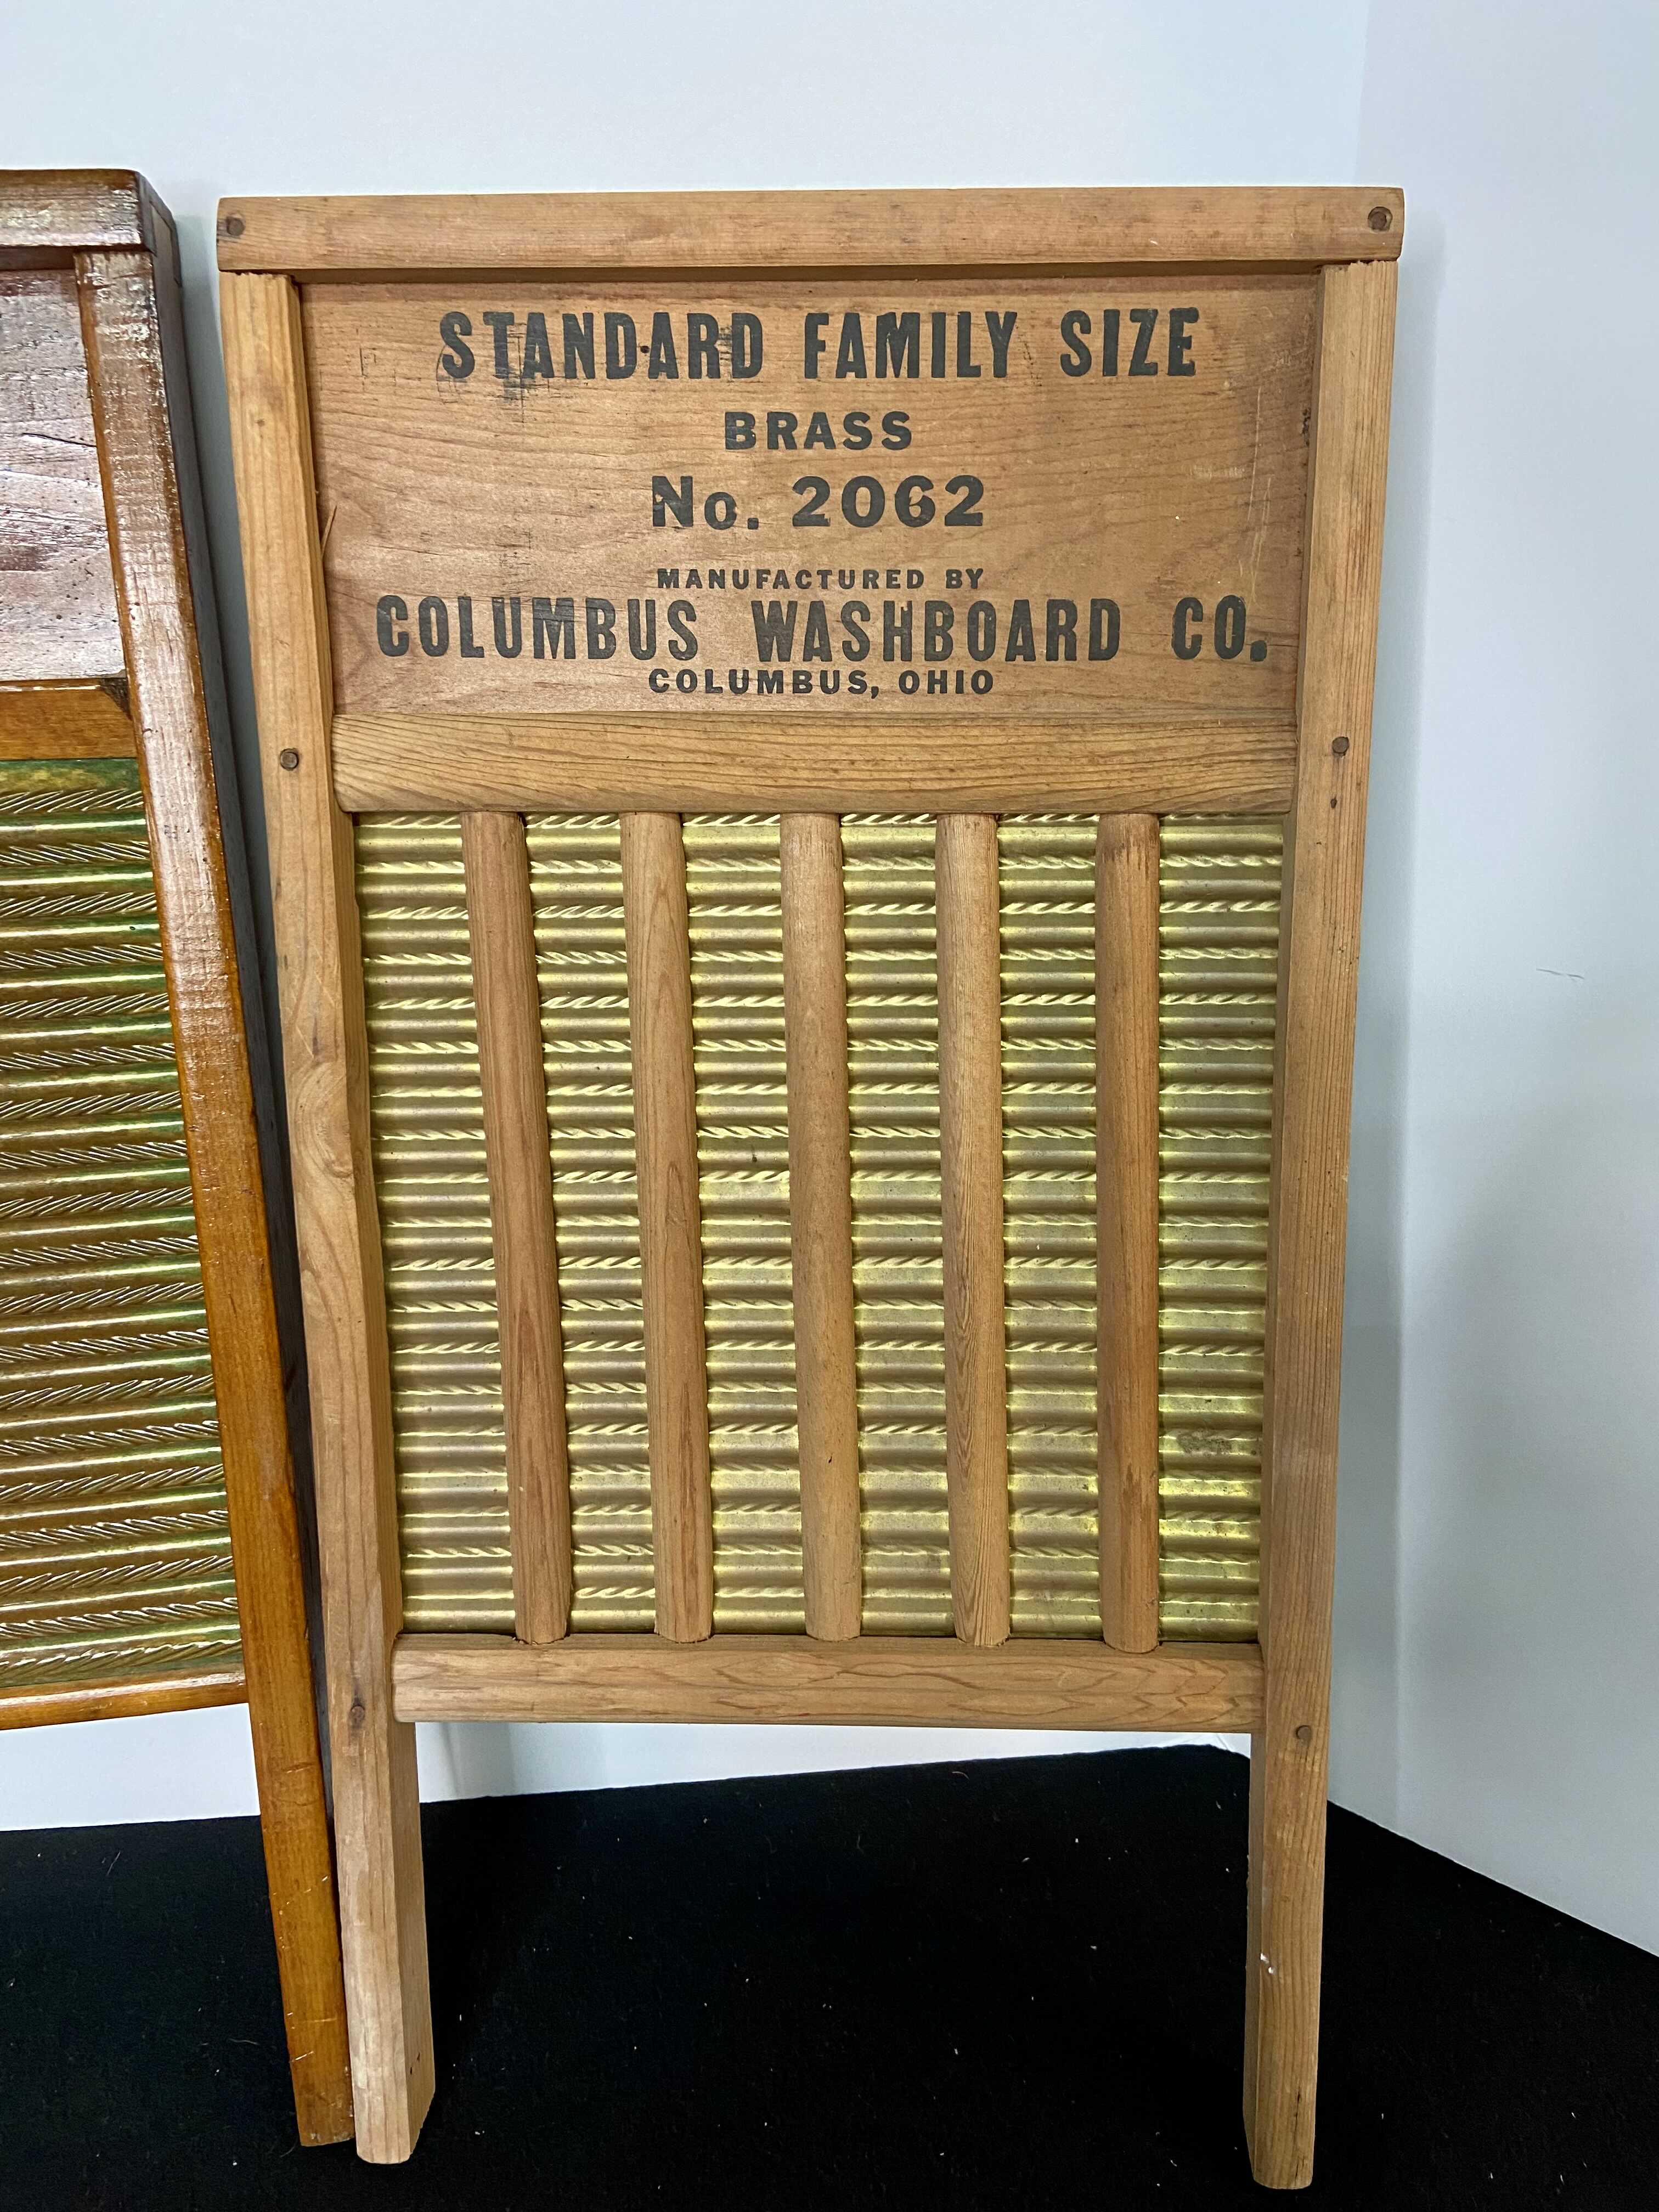 STANDARD FAMILY SIZE
BRASS
No. 2062
MANUFACTURED BY
COLUMBUS WASHBOARD CO.
COLUMBUS, OHIO